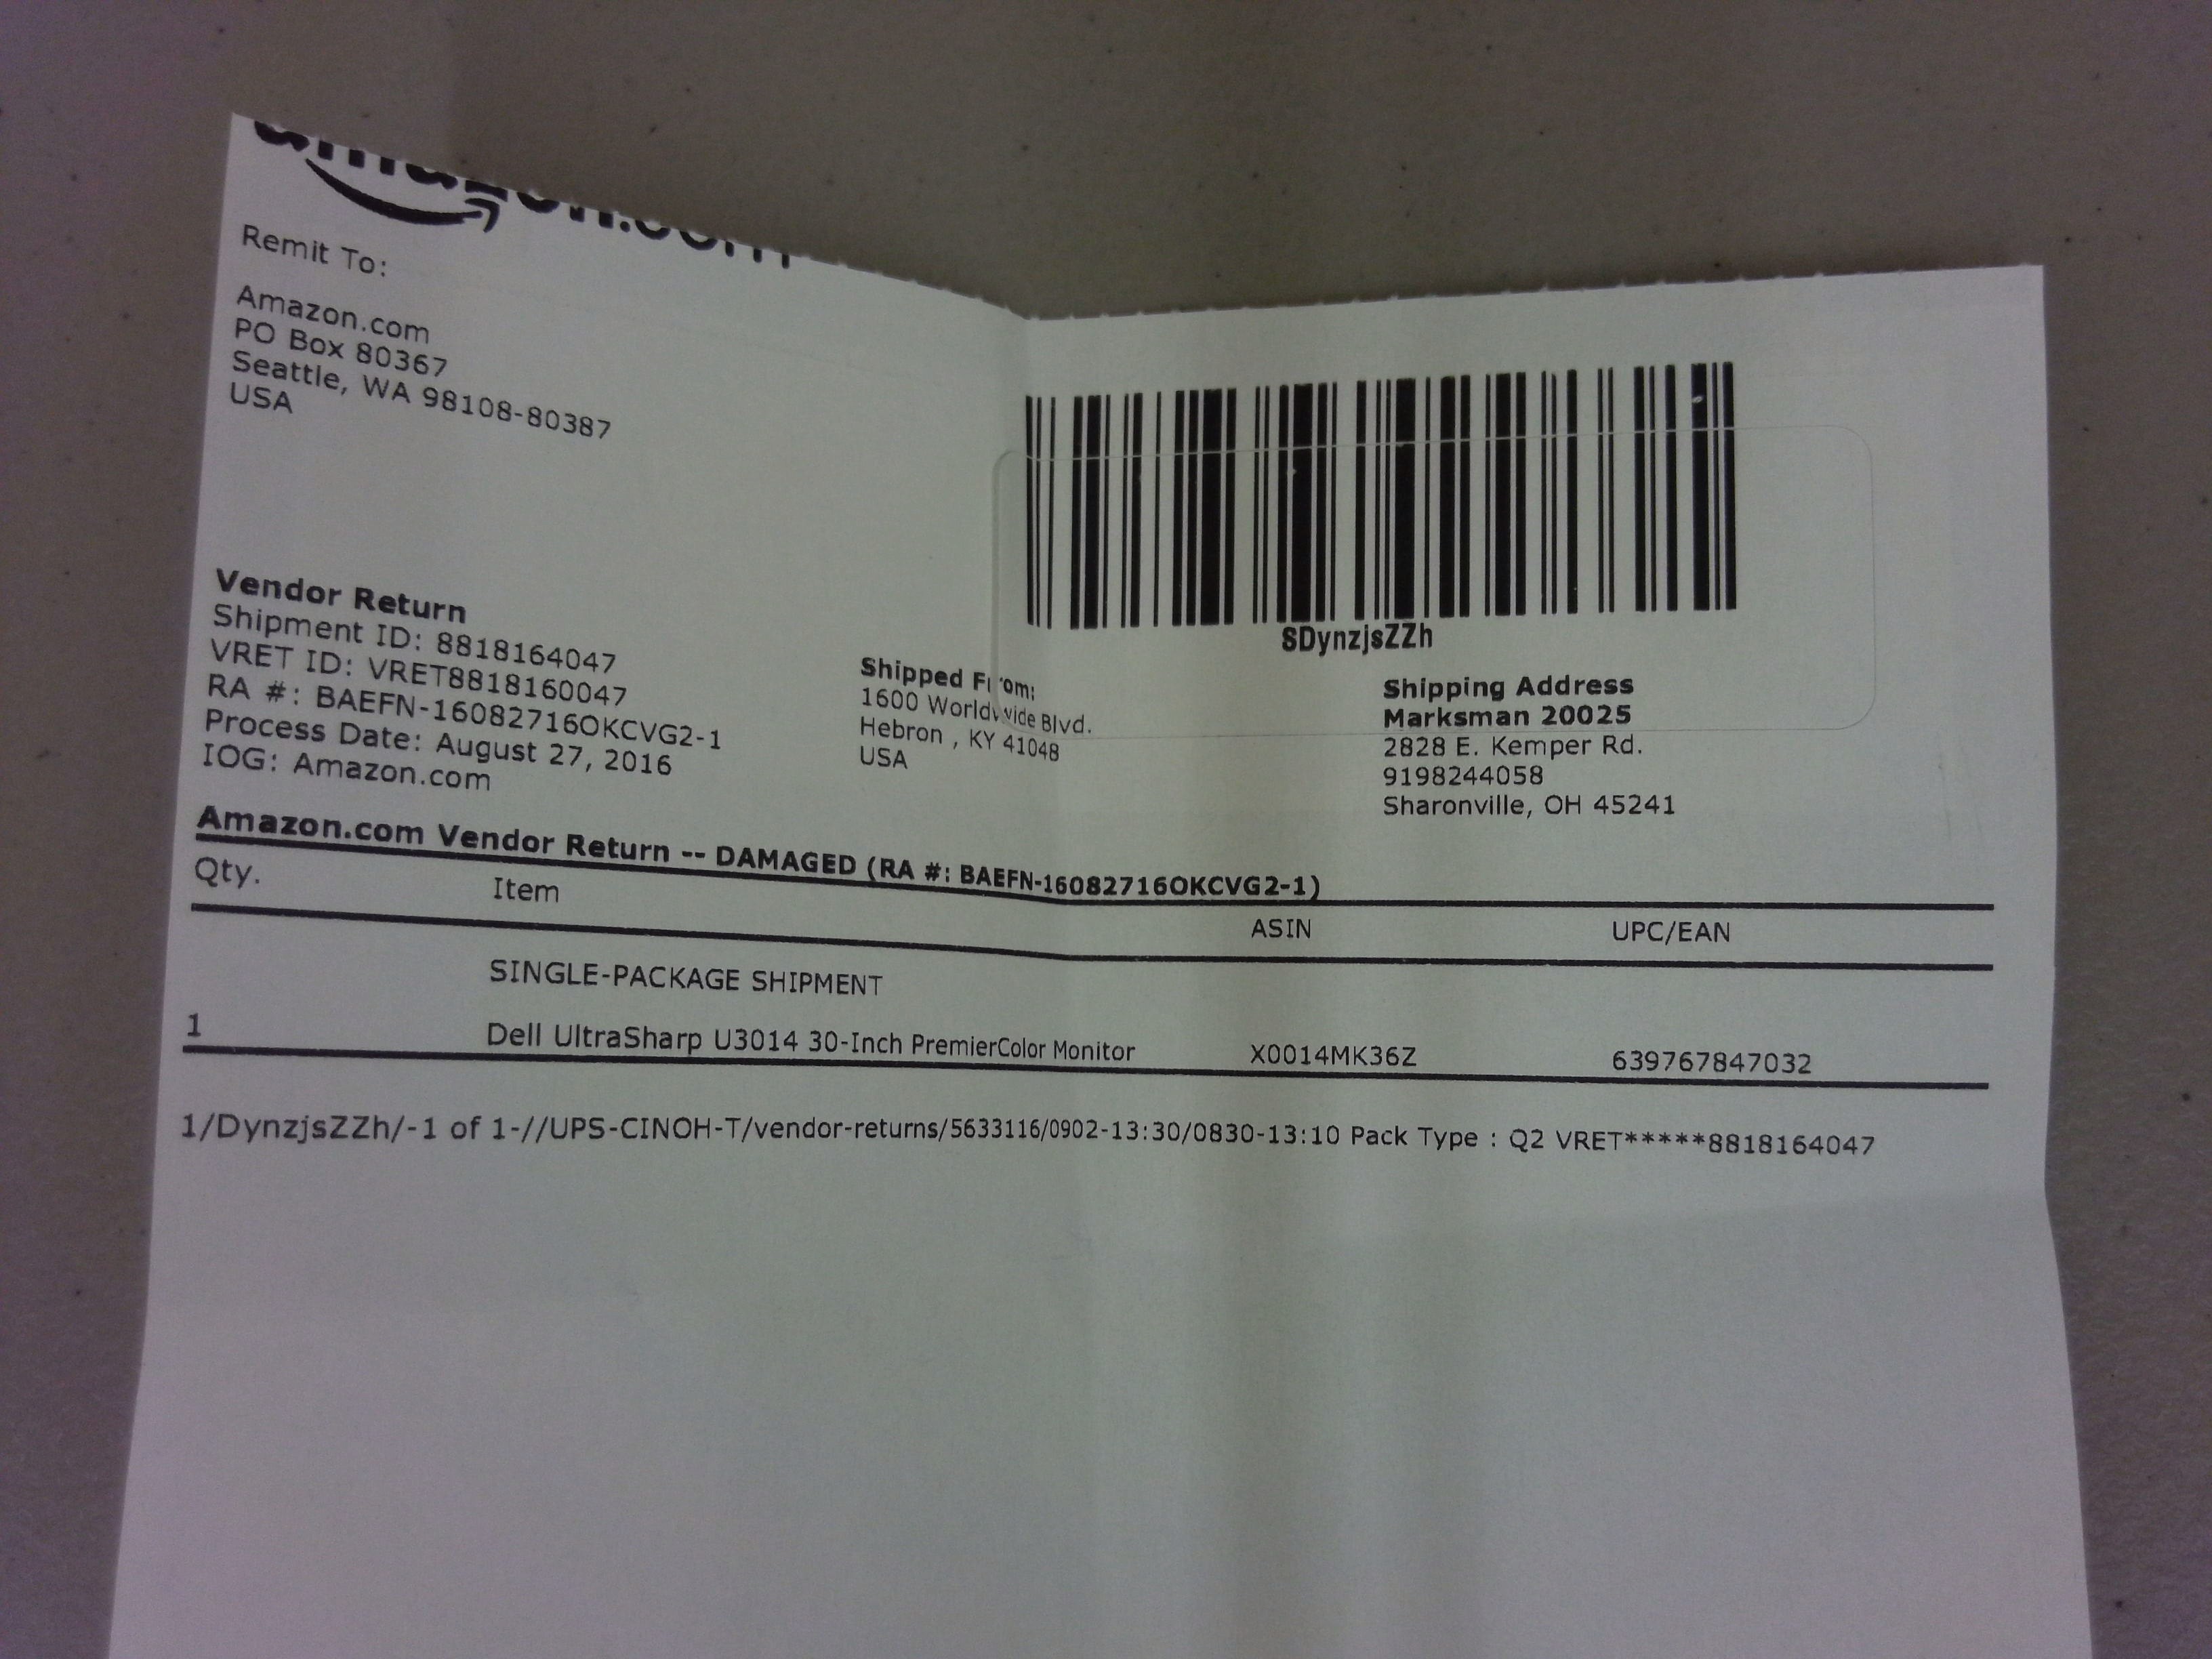 amazon.com
Remit To:
Amazon.com
PO Box 80367
Seattle, WA 98108-80387
USA
SDynzjsZZh
Vendor Return
Shipment ID: 8818164047
VRET ID: VRET8818160047
RA #: BAEFN-16082716OKCVG2-1
Process Date: August 27, 2016
IOG: Amazon.com
Shipped From:
1600 Worldwide Blvd.
Hebron , KY 41048
USA
Shipping Address
Marksman 20025
2828 E. Kemper Rd.
9198244058
Sharonville, OH 45241
Amazon.com Vendor Return -- DAMAGED (RA #: BAEFN-16082716OKCVG2-1)
Qty. Item ASIN UPC/EAN
SINGLE-PACKAGE SHIPMENT
1 Dell UltraSharp U3014 30-Inch PremierColor Monitor X0014MK36Z 639767847032
1/DynzjsZZh/-1 of 1-//UPS-CINOH-T/vendor-returns/5633116/0902-13:30/0830-13:10 Pack Type : Q2 VRET*****8818164047